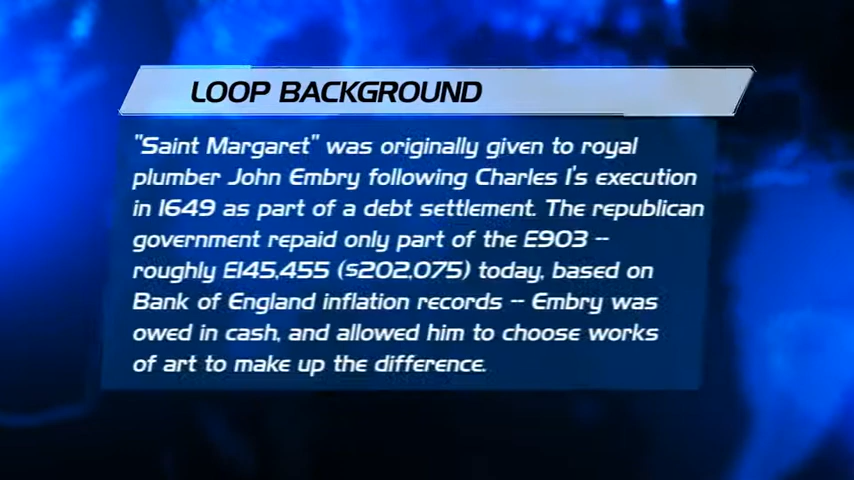 LOOP BACKGROUND
"Saint Margaret" was originally given to royal
plumber John Embry following Charles I's execution
in 1649 as part of a debt settlement. The republican
government repaid only part of the £903 --
roughly £145,455 ($202,075) today, based on
Bank of England inflation records -- Embry was
owed in cash, and allowed him to choose works
of art to make up the difference.